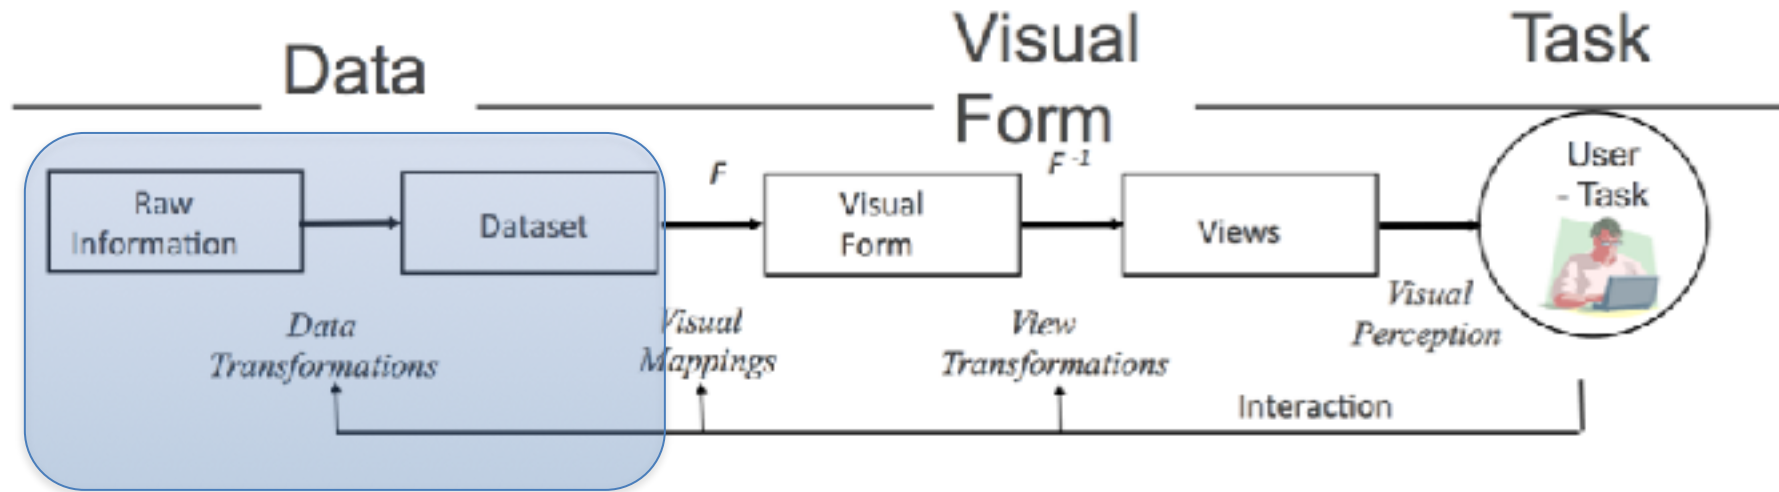 Data
Visual
Form
Task
Raw
Information
Dataset
F
Visual
Form
F -1
Views
User
- Task
Data
Transformations
Visual
Mappings
View
Transformations
Visual
Perception
Interaction